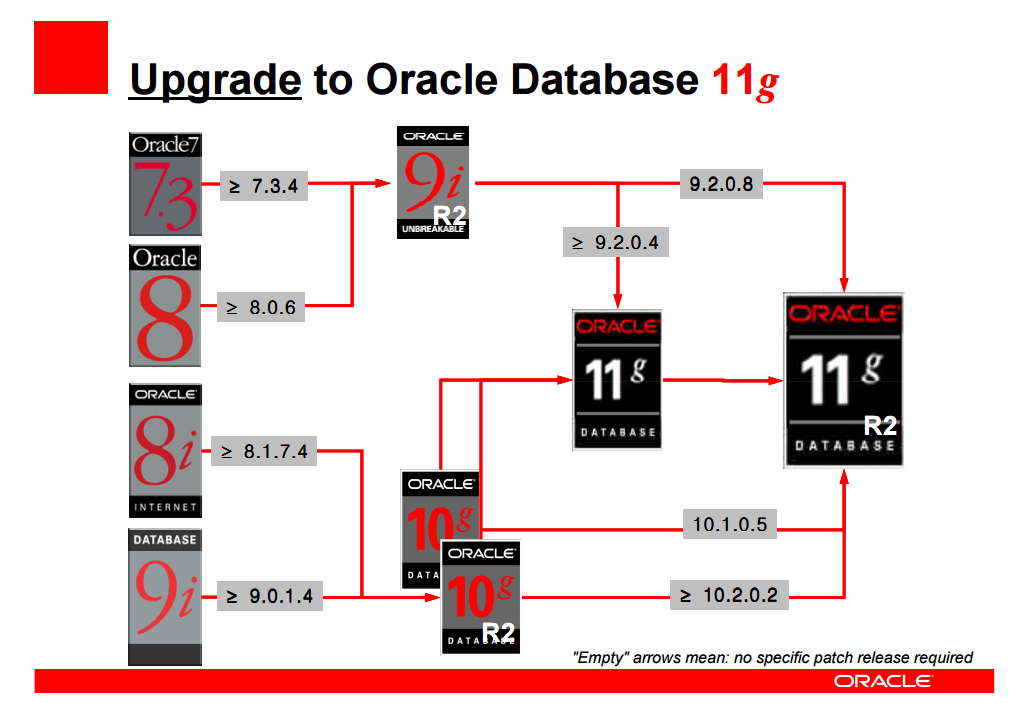 Upgrade to Oracle Database 11g
Oracle7
7.3
≥ 7.3.4
ORACLE
9i
R2
UNBREAKABLE
9.2.0.8
≥ 9.2.0.4
Oracle
8
≥ 8.0.6
ORACLE
11g
DATABASE
ORACLE
11g
R2
DATABASE
ORACLE
8i
INTERNET
≥ 8.1.7.4
ORACLE
10g
DATA
10.1.0.5
DATABASE
9i
≥ 9.0.1.4
ORACLE
10g
R2
DATABASE
≥ 10.2.0.2
"Empty" arrows mean: no specific patch release required
ORACLE